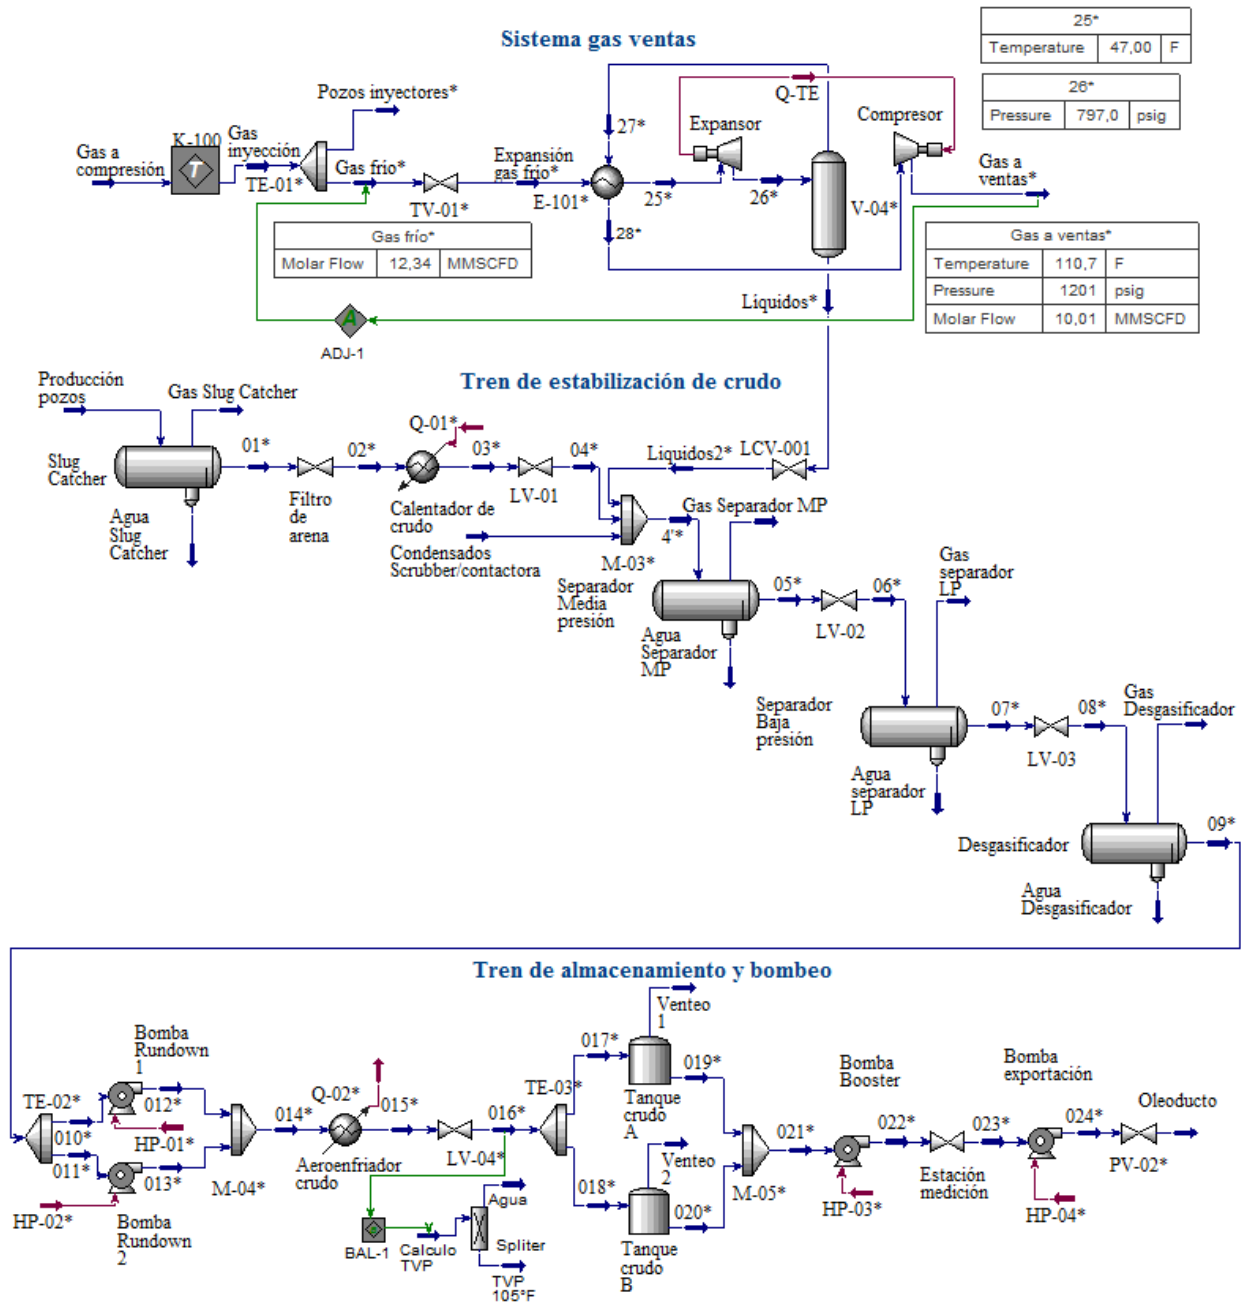 Sistema gas ventas
25*
Temperature 47,00 F
26*
Pressure 797,0 psig
Pozos inyectores*
Q-TE
Compresor
Expansor
K-100
Gas
inyección
Gas a
compresión
T
TE-01*
Gas frío*
27*
Expansión
gas frío*
TV-01*
E-101*
25*
26*
V-04*
Gas a
ventas*
28*
Gas frío*
Molar Flow 12,34 MMSCFD
Gas a ventas*
Temperature 110,7 F
Pressure 1201 psig
Molar Flow 10,01 MMSCFD
Líquidos*
A
ADJ-1
Tren de estabilización de crudo
Producción
pozos
Gas Slug Catcher
Slug
Catcher
01*
02*
Q-01*
03*
04*
Líquidos2*
LCV-001
Filtro
de
arena
LV-01
Agua
Slug
Catcher
Calentador de
crudo
Condensados
Scrubber/contactora
M-03*
4'*
Gas Separador MP
Separador
Media
presión
05*
06*
LV-02
Agua
Separador
MP
Gas
separador
LP
Separador
Baja
presión
07*
08*
LV-03
Agua
separador
LP
Gas
Desgasificador
Desgasificador
09*
Agua
Desgasificador
Tren de almacenamiento y bombeo
Bomba
Rundown
1
TE-02*
010*
011*
012*
HP-01*
013*
HP-02*
Bomba
Rundown
2
M-04*
014*
Q-02*
015*
Aeroenfriador
crudo
LV-04*
016*
TE-03*
017*
018*
Venteo
1
019*
Tanque
crudo
A
Venteo
2
020*
Tanque
crudo
B
M-05*
021*
Bomba
Booster
022*
HP-03*
Estación
medición
023*
Bomba
exportación
024*
HP-04*
Oleoducto
PV-02*
BAL-1
Calculo
TVP
Agua
Spliter
TVP
105°F